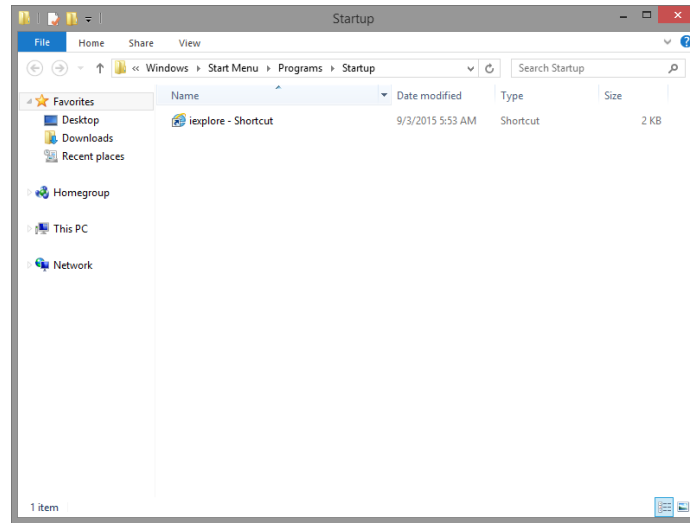 Startup
File Home Share View
« Windows Start Menu Programs Startup Search Startup
Name Date modified Type Size
Favorites
iexplore - Shortcut 9/3/2015 5:53 AM Shortcut 2 KB
Desktop
Downloads
Recent places
Homegroup
This PC
Network
1 item